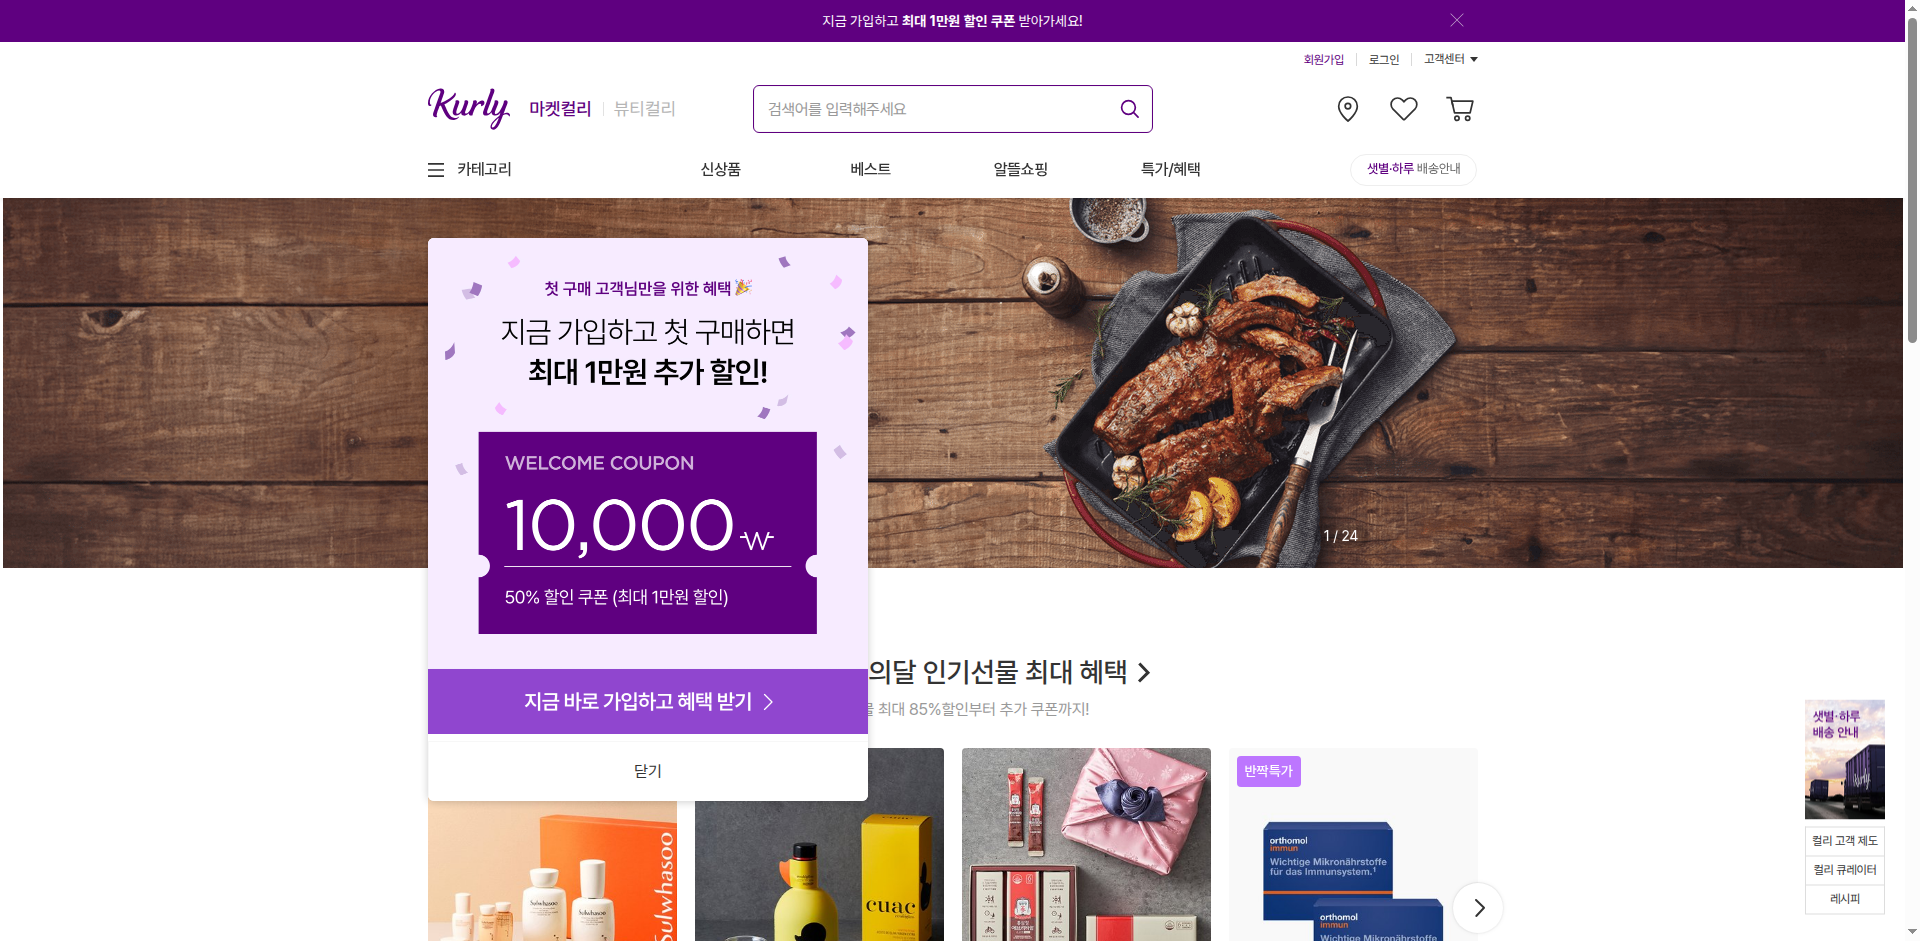 지금 가입하고 최대 1만원 할인 쿠폰 받아가세요!
회원가입
로그인
고객센터
Kurly
마켓컬리
뷰티컬리
검색어를 입력해주세요
카테고리
신상품
베스트
알뜰쇼핑
특가/혜택
샛별·하루 배송안내
첫 구매 고객님만을 위한 혜택
지금 가입하고 첫 구매하면
최대 1만원 추가 할인!
WELCOME COUPON
10,000₩
50% 할인 쿠폰 (최대 1만원 할인)
지금 바로 가입하고 혜택 받기
닫기
1 / 24
의달 인기선물 최대 혜택
최대 85%할인부터 추가 쿠폰까지!
Sulwhasoo
Sulwhasoo
Sulwhasoo
cuac
반짝특가
orthomol
immun
Wichtige Mikronährstoffe
für das Immunsystem.¹
orthomol
immun
Wichtige Mikronährstoffe
샛별·하루
배송 안내
Kurly
컬리 고객 제도
컬리 큐레이터
레시피